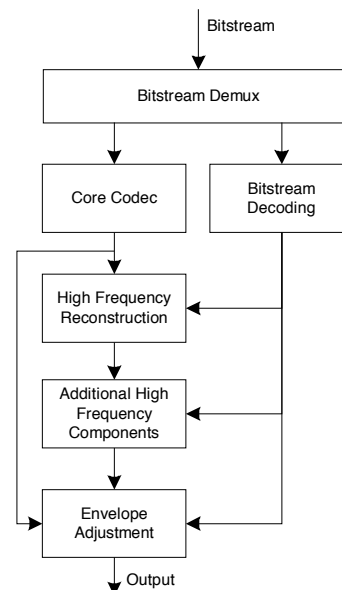 Bitstream
Bitstream Demux
Core Codec
Bitstream
Decoding
High Frequency
Reconstruction
Additional High
Frequency
Components
Envelope
Adjustment
Output